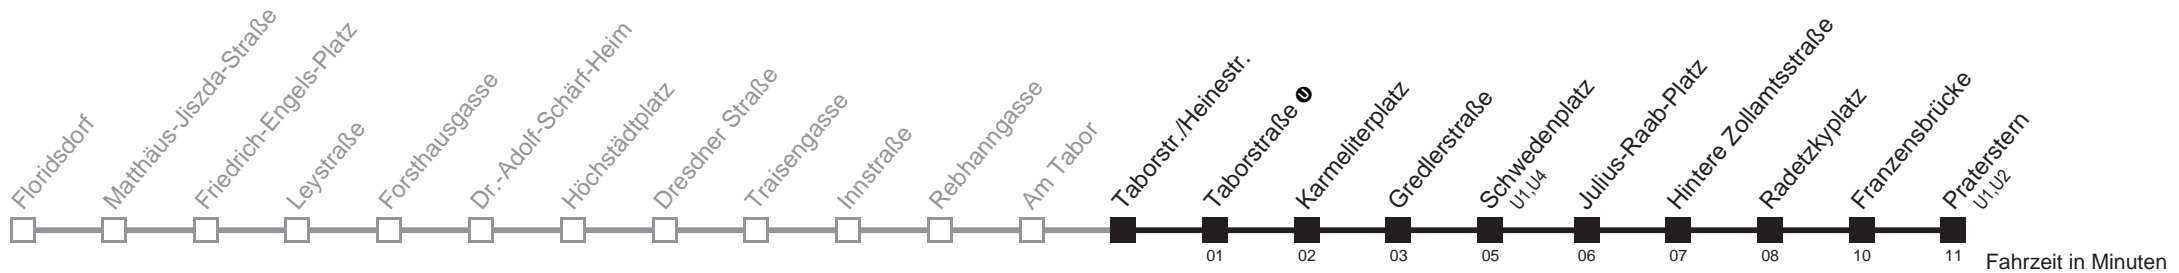 Floridsdorf
Matthäus-Jiszda-Straße
Friedrich-Engels-Platz
Leystraße
Forsthausgasse
Dr.-Adolf-Schärf-Heim
Höchstädtplatz
Dresdner Straße
Traisengasse
Innstraße
Rebhanngasse
Am Tabor
Taborstr./Heinestr.
Taborstraße U
Karmeliterplatz
Gredlerstraße
Schwedenplatz
U1,U4
Julius-Raab-Platz
Hintere Zollamtsstraße
Radetzkyplatz
Franzensbrücke
Praterstern
U1,U2
01 02 03 05 06 07 08 10 11 Fahrzeit in Minuten